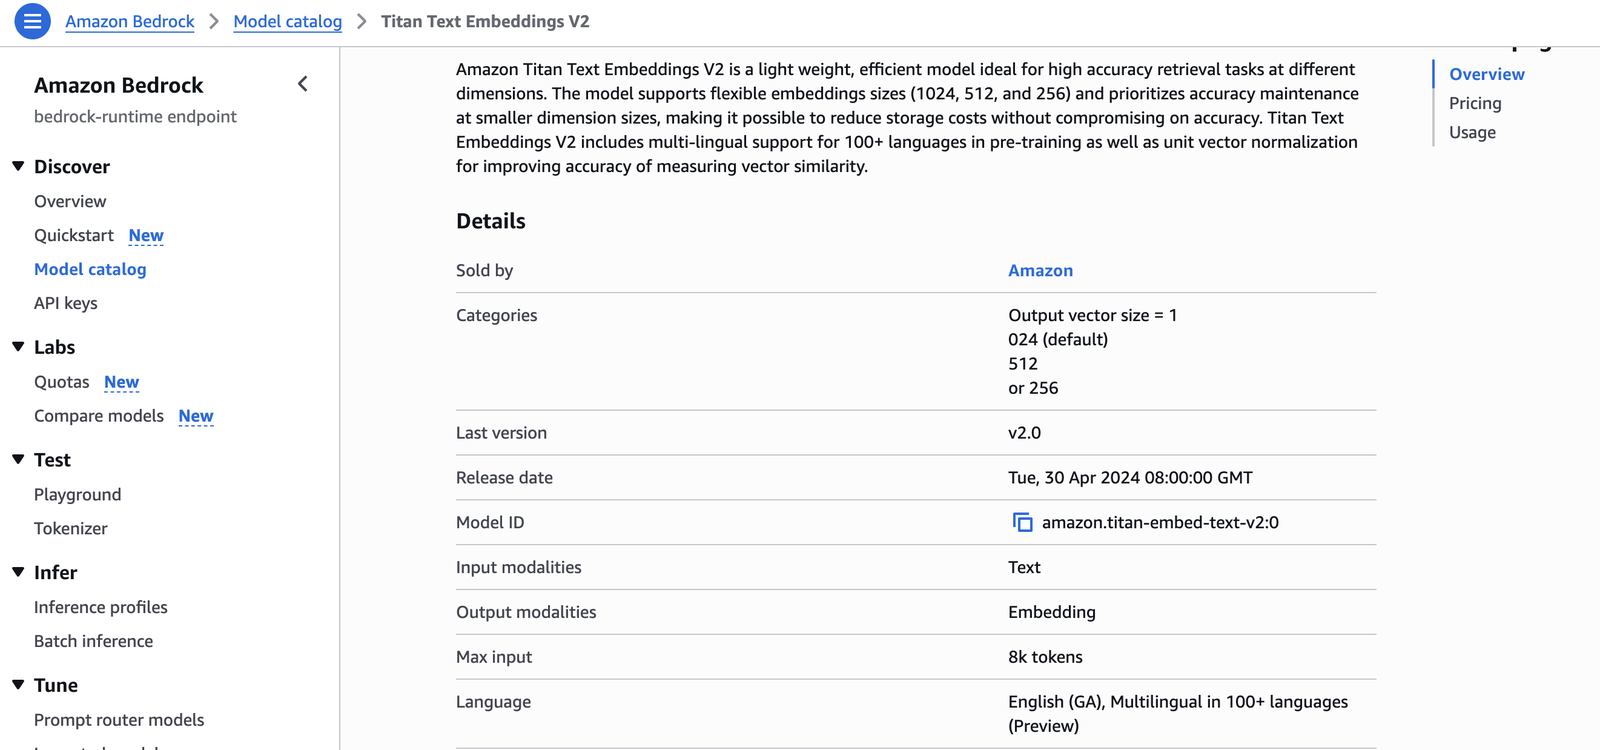 Amazon Bedrock > Model catalog > Titan Text Embeddings V2
Amazon Bedrock
bedrock-runtime endpoint
Discover
Overview
Quickstart New
Model catalog
API keys
Labs
Quotas New
Compare models New
Test
Playground
Tokenizer
Infer
Inference profiles
Batch inference
Tune
Prompt router models
Amazon Titan Text Embeddings V2 is a light weight, efficient model ideal for high accuracy retrieval tasks at different
dimensions. The model supports flexible embeddings sizes (1024, 512, and 256) and prioritizes accuracy maintenance
at smaller dimension sizes, making it possible to reduce storage costs without compromising on accuracy. Titan Text
Embeddings V2 includes multi-lingual support for 100+ languages in pre-training as well as unit vector normalization
for improving accuracy of measuring vector similarity.
Details
Sold by Amazon
Categories Output vector size = 1
024 (default)
512
or 256
Last version v2.0
Release date Tue, 30 Apr 2024 08:00:00 GMT
Model ID amazon.titan-embed-text-v2:0
Input modalities Text
Output modalities Embedding
Max input 8k tokens
Language English (GA), Multilingual in 100+ languages
(Preview)
Overview
Pricing
Usage